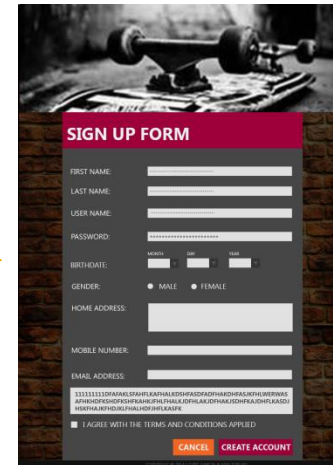 SIGN UP FORM
FIRST NAME:
LAST NAME:
USER NAME:
PASSWORD:
MONTH DAY YEAR
BIRTHDATE:
GENDER: MALE FEMALE
HOME ADDRESS:
MOBILE NUMBER:
EMAIL ADDRESS:
I AGREE WITH THE TERMS AND CONDITIONS APPLIED
CANCEL CREATE ACCOUNT